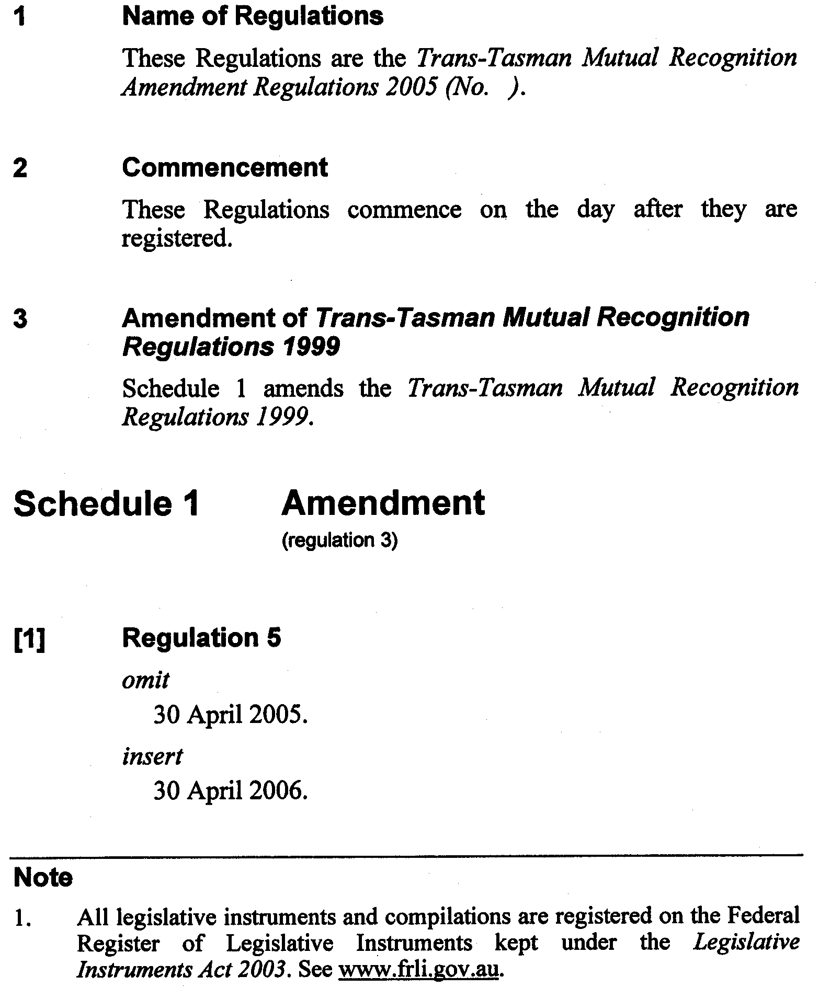 1 Name of Regulations
These Regulations are the Trans-Tasman Mutual Recognition
Amendment Regulations 2005 (No.   ).
2 Commencement
These Regulations commence on the day after they are
registered.
3 Amendment of Trans-Tasman Mutual Recognition
Regulations 1999
Schedule 1 amends the Trans-Tasman Mutual Recognition
Regulations 1999.
Schedule 1 Amendment
(regulation 3)
[1] Regulation 5
omit
30 April 2005.
insert
30 April 2006.
Note
1. All legislative instruments and compilations are registered on the Federal
Register of Legislative Instruments kept under the Legislative
Instruments Act 2003. See www.frli.gov.au.